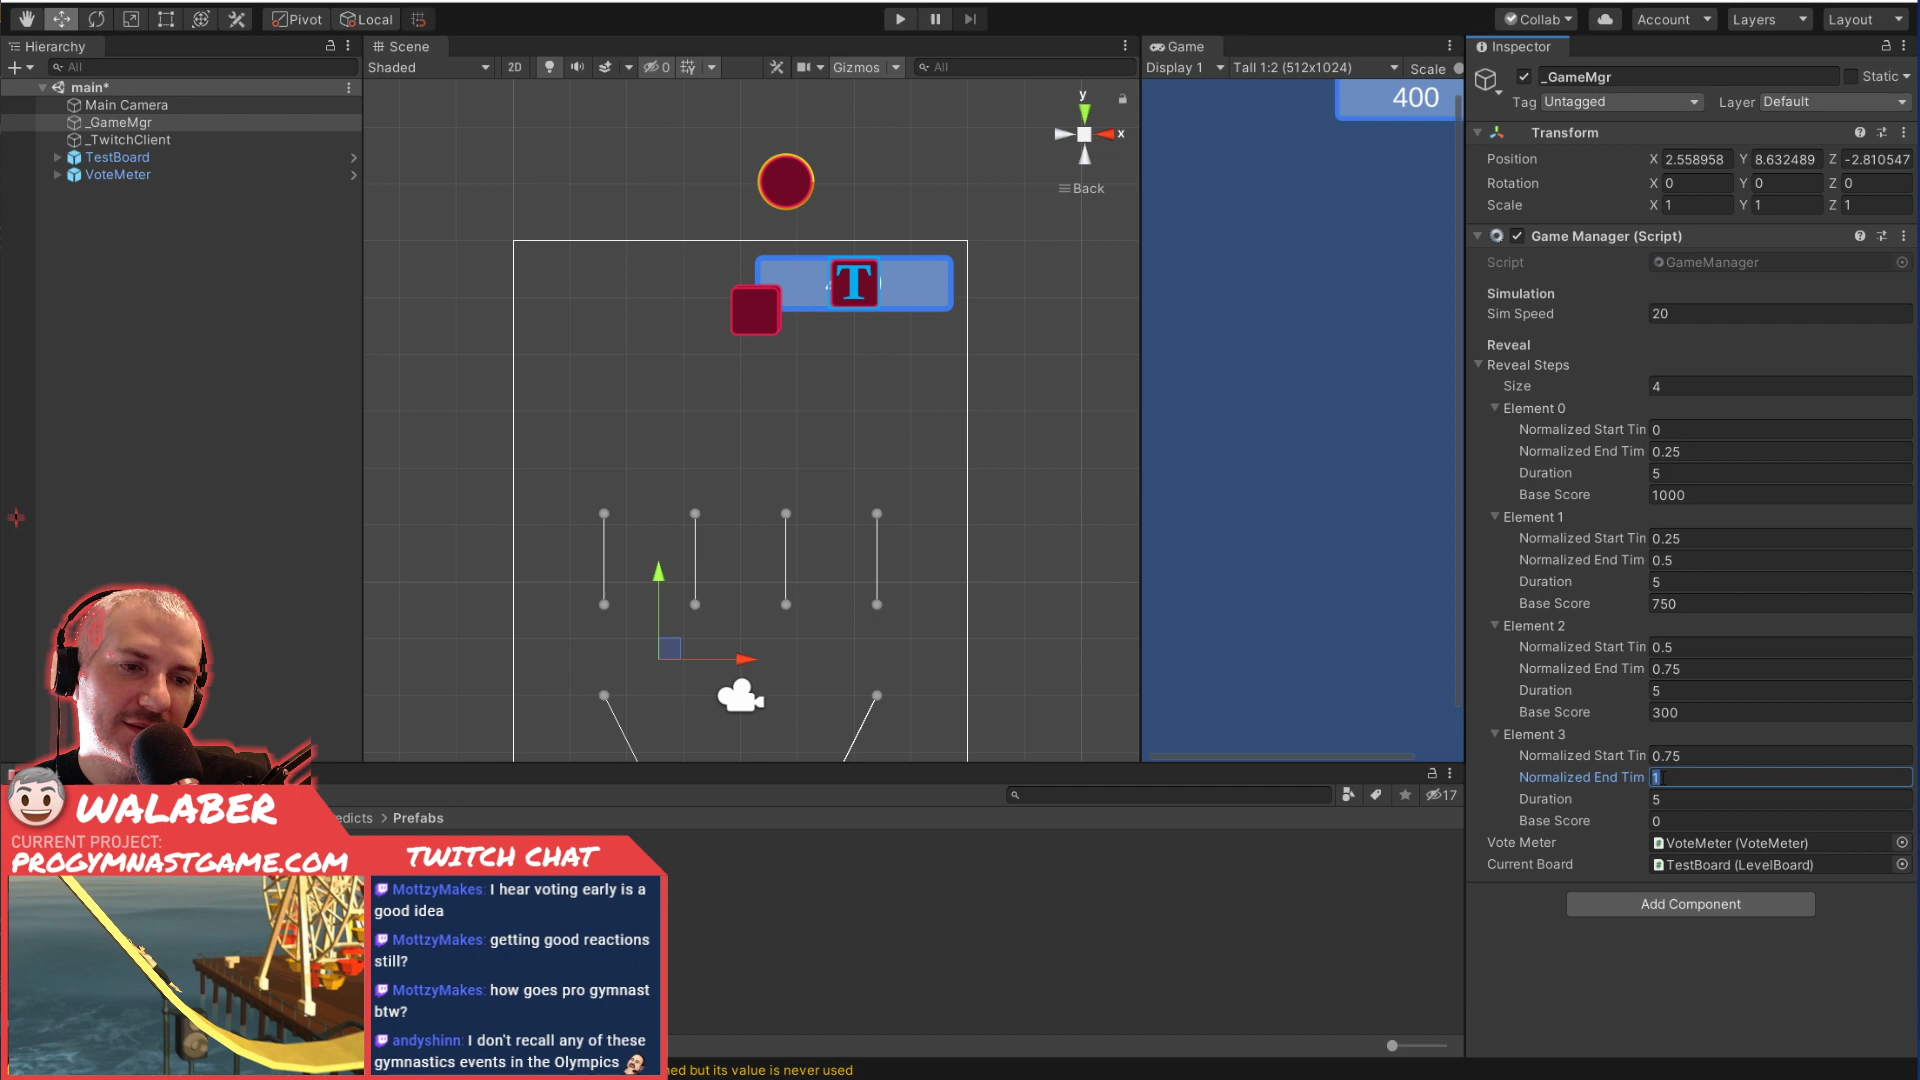 Pivot
Local
Collab
Account
Layers
Layout
Hierarchy
All
main*
Main Camera
_GameMgr
_TwitchClient
TestBoard
VoteMeter
Scene
Shaded
2D
0
Gizmos
All
y
x
Back
T
Game
Display 1
Tall 1:2 (512x1024)
Scale
400
Inspector
_GameMgr
Static
Tag Untagged
Layer Default
Transform
Position X 2.558958 Y 8.632489 Z -2.810547
Rotation X 0 Y 0 Z 0
Scale X 1 Y 1 Z 1
Game Manager (Script)
Script GameManager
Simulation
Sim Speed 20
Reveal
Reveal Steps
Size 4
Element 0
Normalized Start Tin 0
Normalized End Tim 0.25
Duration 5
Base Score 1000
Element 1
Normalized Start Tin 0.25
Normalized End Tim 0.5
Duration 5
Base Score 750
Element 2
Normalized Start Tin 0.5
Normalized End Tim 0.75
Duration 5
Base Score 300
Element 3
Normalized Start Tin 0.75
Normalized End Tim 1
Duration 5
Base Score 0
Vote Meter VoteMeter (VoteMeter)
Current Board TestBoard (LevelBoard)
Add Component
17
edicts > Prefabs
WALABER
CURRENT PROJECT:
PROGYMNASTGAME.COM
TWITCH CHAT
MottzyMakes: I hear voting early is a
good idea
MottzyMakes: getting good reactions
still?
MottzyMakes: how goes pro gymnast
btw?
andyshinn: I don't recall any of these
gymnastics events in the Olympics
ned but its value is never used